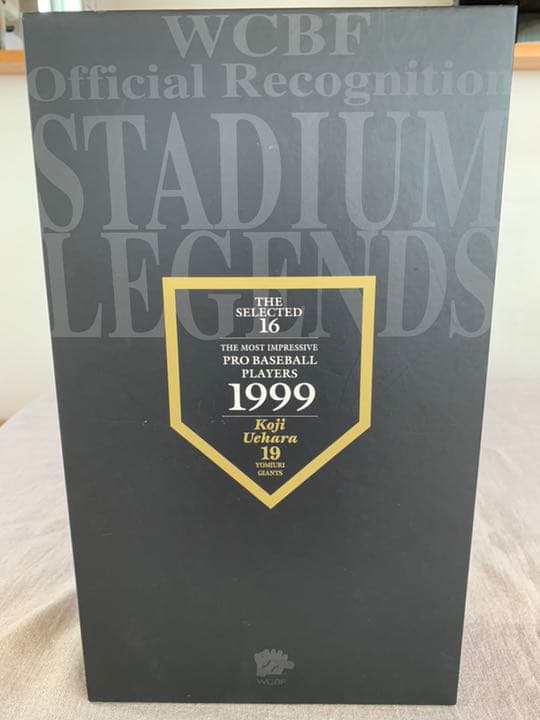 WCBF
Official Recognition
STADIUM
LEGENDS
THE
SELECTED
16
THE MOST IMPRESSIVE
PRO BASEBALL
PLAYERS
1999
Koji
Uehara
19
YOMIURI
GIANTS
WCBF